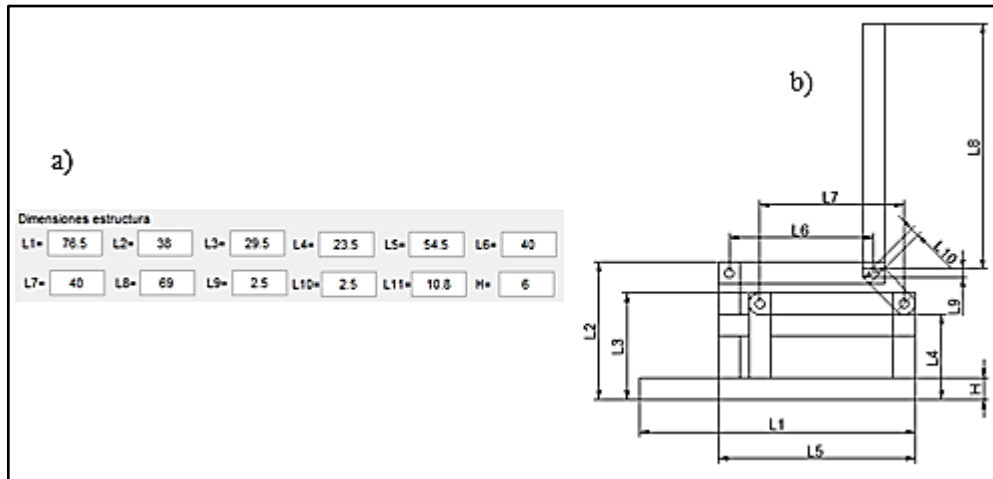 a)
Dimensiones estructura
L1= 76.5 L2= 38 L3= 29.5 L4= 23.5 L5= 54.5 L6= 40
L7= 40 L8= 69 L9= 2.5 L10= 2.5 L11= 10.8 H= 6
b)
L8
L7
L6
L10
L9
L2
L3
L4
H
L1
L5